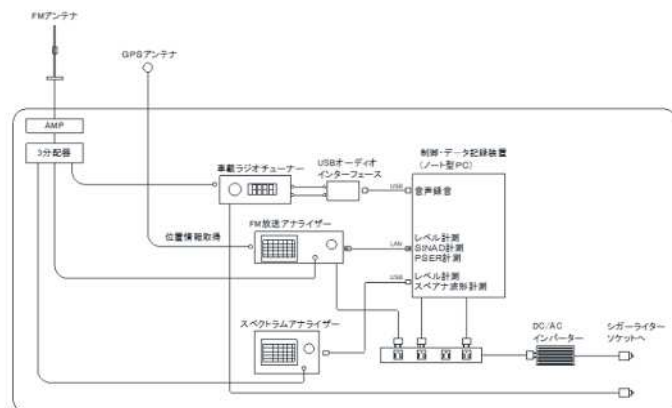 FMアンテナ
GPSアンテナ
AMP
3分配器
車載ラジオチューナー
USBオーディオ
インターフェース
制御・データ記録装置
(ノート型PC)
USB
音声録音
位置情報取得
FM放送アナライザー
LAN
レベル計測
SINAD計測
PSER計測
USB
レベル計測
スペアナ波形計測
スペクトラムアナライザー
DC/AC
インバーター
シガーライター
ソケットへ